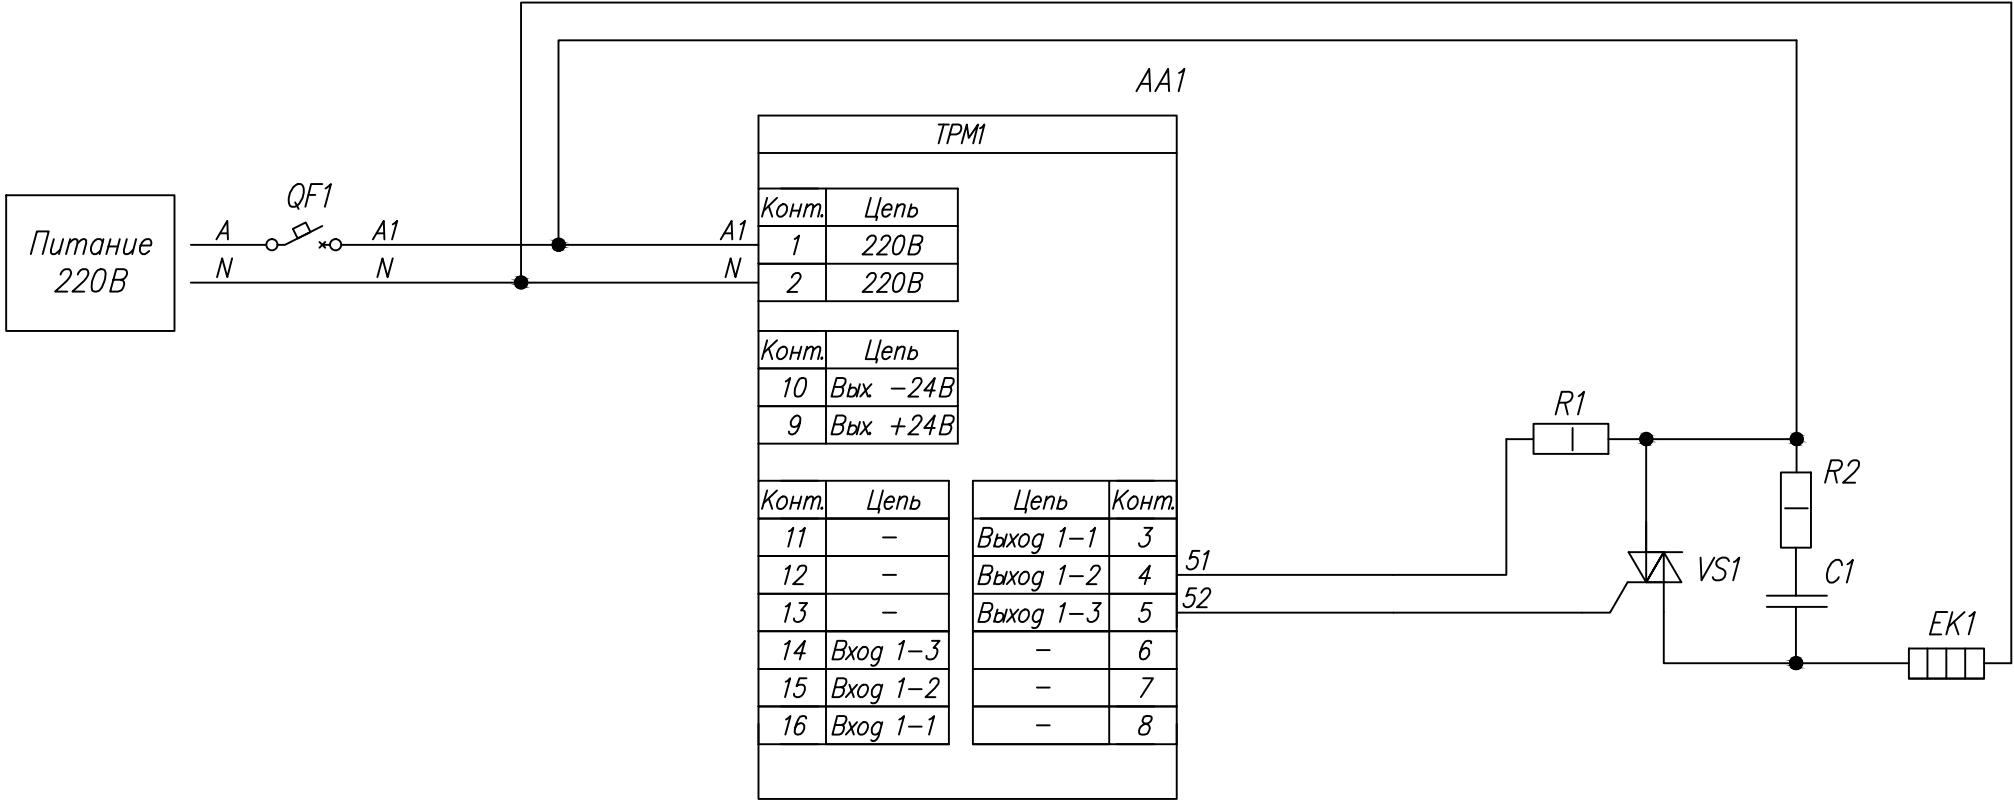 AA1
ТРМ1
Питание
220В
QF1
A
A1
A1
N
N
N
Конт. Цепь
1 220В
2 220В
Конт. Цепь
10 Вых. -24В
9 Вых. +24В
Конт. Цепь
11 -
12 -
13 -
14 Вход 1-3
15 Вход 1-2
16 Вход 1-1
Цепь Конт.
Выход 1-1 3
Выход 1-2 4
Выход 1-3 5
- 6
- 7
- 8
51
52
R1
R2
VS1
C1
EK1